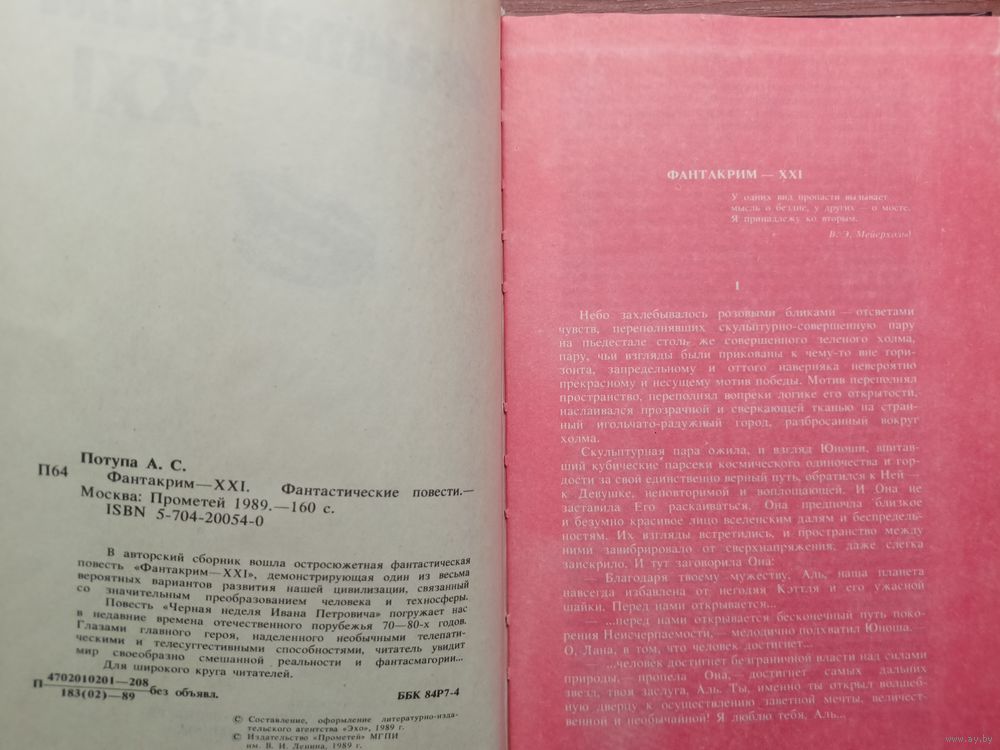 Потупа А. С.
П64
Фантакрим—XXI. Фантастические повести.—
Москва: Прометей 1989.—160 с.
ISBN 5-704-20054-0
В авторский сборник вошла остросюжетная фантастическая
повесть «Фантакрим—XXI», демонстрирующая один из весьма
вероятных вариантов развития нашей цивилизации, связанный
со значительным преобразованием человека и техносферы.
Повесть «Черная неделя Ивана Петровича» погружает нас
в недавние времена отечественного порубежья 70—80-х годов.
Глазами главного героя, наделенного необычными телепати-
ческими и телесуггестивными способностями, читатель увидит
мир своеобразно смешанной реальности и фантасмагории...
Для широкого круга читателей.
П 4702010201—208
183(02)—89 без объявл.
ББК 84Р7-4
© Составление, оформление литературно-изда-
тельского агентства «Эхо», 1989 г.
© Издательство «Прометей» МГПИ
им. В. И. Ленина, 1989 г.
ФАНТАКРИМ — XXI
У одних вид пропасти вызывает
мысль о бездне, у других — о мосте.
Я принадлежу ко вторым.
В. Э. Мейерхольд
1
Небо захлебывалось розовыми бликами — отсветами
чувств, переполнявших скульптурно-совершенную пару
на пьедестале столь же совершенного зеленого холма,
пару, чьи взгляды были прикованы к чему-то вне гори-
зонта, запредельному и оттого наверняка невероятно
прекрасному и несущему мотив победы. Мотив переполнял
пространство, переполнял вопреки логике его открытости,
наслаивался прозрачной и сверкающей тканью на стран-
ный игольчато-радужный город, разбросанный вокруг
холма.
Скульптурная пара ожила, и взгляд Юноши, впитав-
ший кубические парсеки космического одиночества и гордо-
сти за свой единственно верный путь, обратился к Ней —
к Девушке, неповторимой и воплощающей. И Она не
заставила Его раскаиваться. Она предпочла близкое
и безумно красивое лицо вселенским далям и беспредель-
ностям. Их взгляды встретились, и пространство между
ними завибрировало от сверхнапряжения, даже слегка
заискрило. И тут заговорила Она:
— Благодаря твоему мужеству, Аль, наша планета
навсегда избавлена от негодяя Кэттля и его ужасной
шайки. Перед нами открывается...
— ...перед нами открывается бесконечный путь поко-
рения Неисчерпаемости, — мелодично подхватил Юноша.—
О, Лана, в том, что человек достигнет...
— ...человек достигнет безграничной власти над силами
природы,— пропела Она,— достигнет самых дальних
звезд, твоя заслуга, Аль. Ты, именно ты открыл волшеб-
ную дверцу к осуществлению заветной мечты, величест-
венной и необычайной! Я люблю тебя, Аль...
www.ay.by